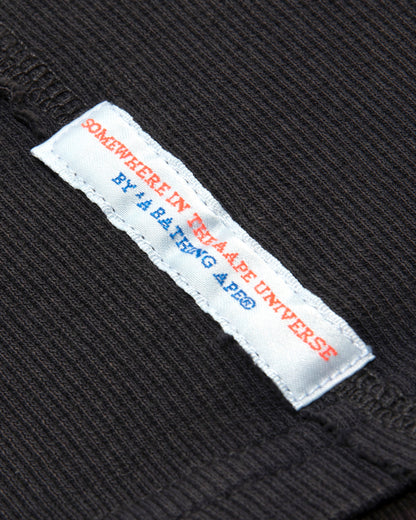 SOMEWHERE IN THE AAPE UNIVERSE
BY *A BATHING APE®